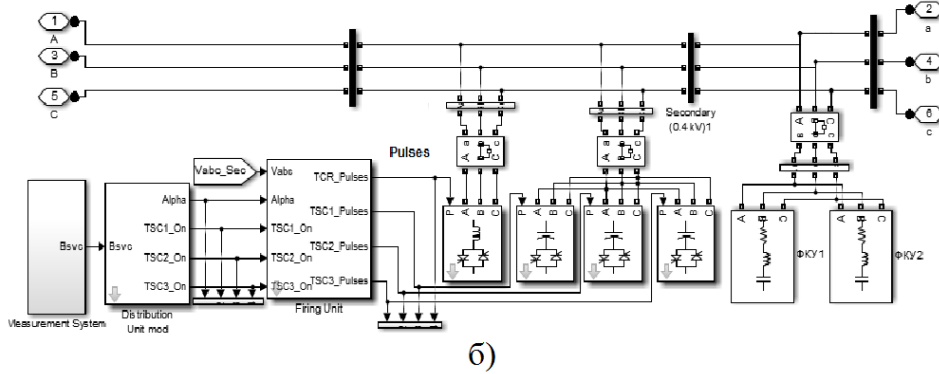 1
A
3
B
5
C
2
a
4
b
6
c
Secondary
(0.4 kV)1
Pulses
Vabc_Sec
Vabc
Alpha
TSC1_On
TSC2_On
TSC3_On
TCR_Pulses
TSC1_Pulses
TSC2_Pulses
TSC3_Pulses
Firing Unit
Bsvc
Bsvc
Alpha
TSC1_On
TSC2_On
TSC3_On
Measurement System
Distribution
Unit mod
a b c
A B C
a b c
A B C
A B C
a b c
P A B C
P A B C
P A B C
P A B C
A B C
ФКУ1
A B C
ФКУ2
б)